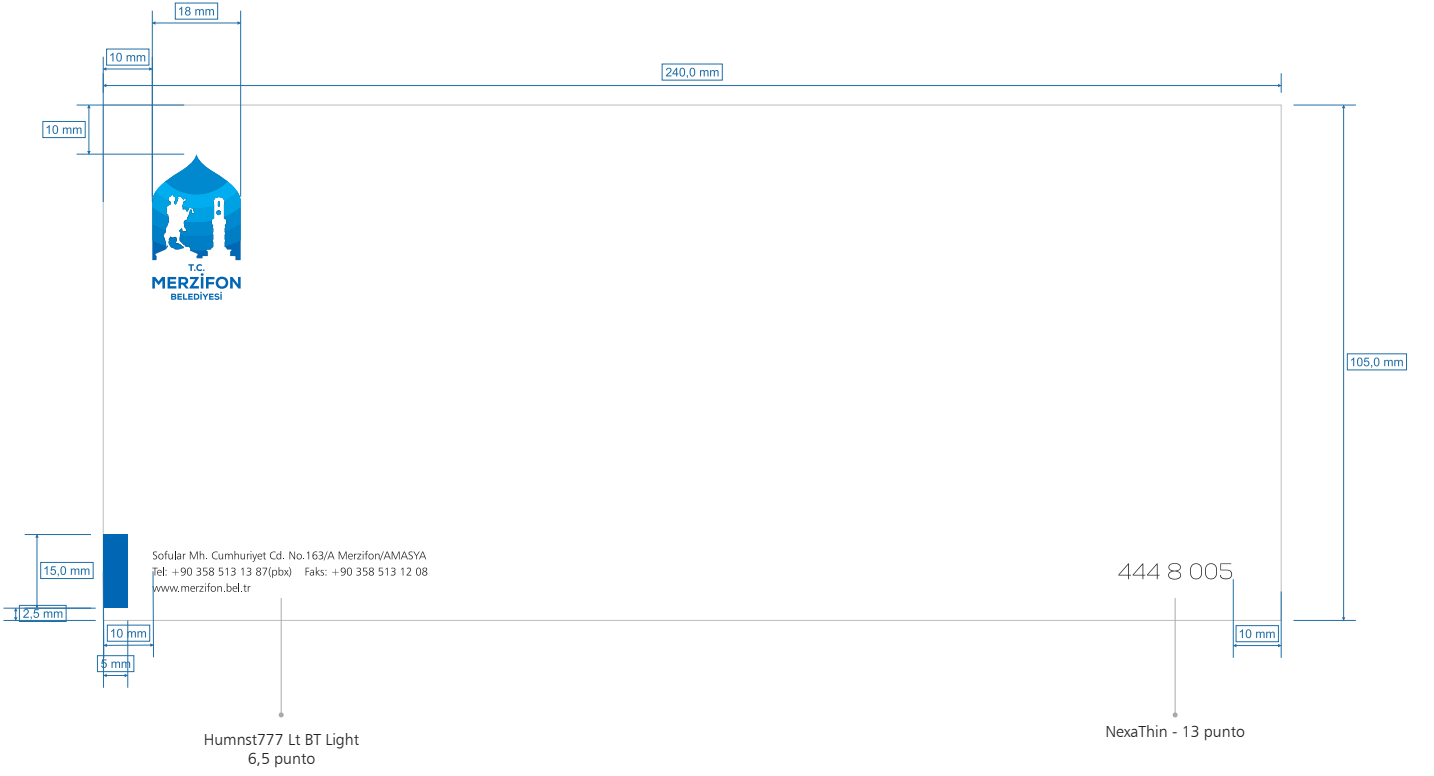 18 mm
10 mm
240,0 mm
10 mm
T.C.
MERZİFON
BELEDİYESİ
105,0 mm
15,0 mm
Sofular Mh. Cumhuriyet Cd. No.163/A Merzifon/AMASYA
Tel: +90 358 513 13 87(pbx) Faks: +90 358 513 12 08
www.merzifon.bel.tr
444 8 005
2,5 mm
10 mm
10 mm
5 mm
Humnst777 Lt BT Light
6,5 punto
NexaThin - 13 punto